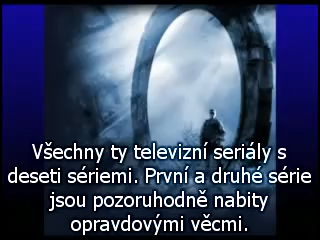 Všechny ty televizní seriály s
deseti sériemi. První a druhé série
jsou pozoruhodně nabity
opravdovými věcmi.